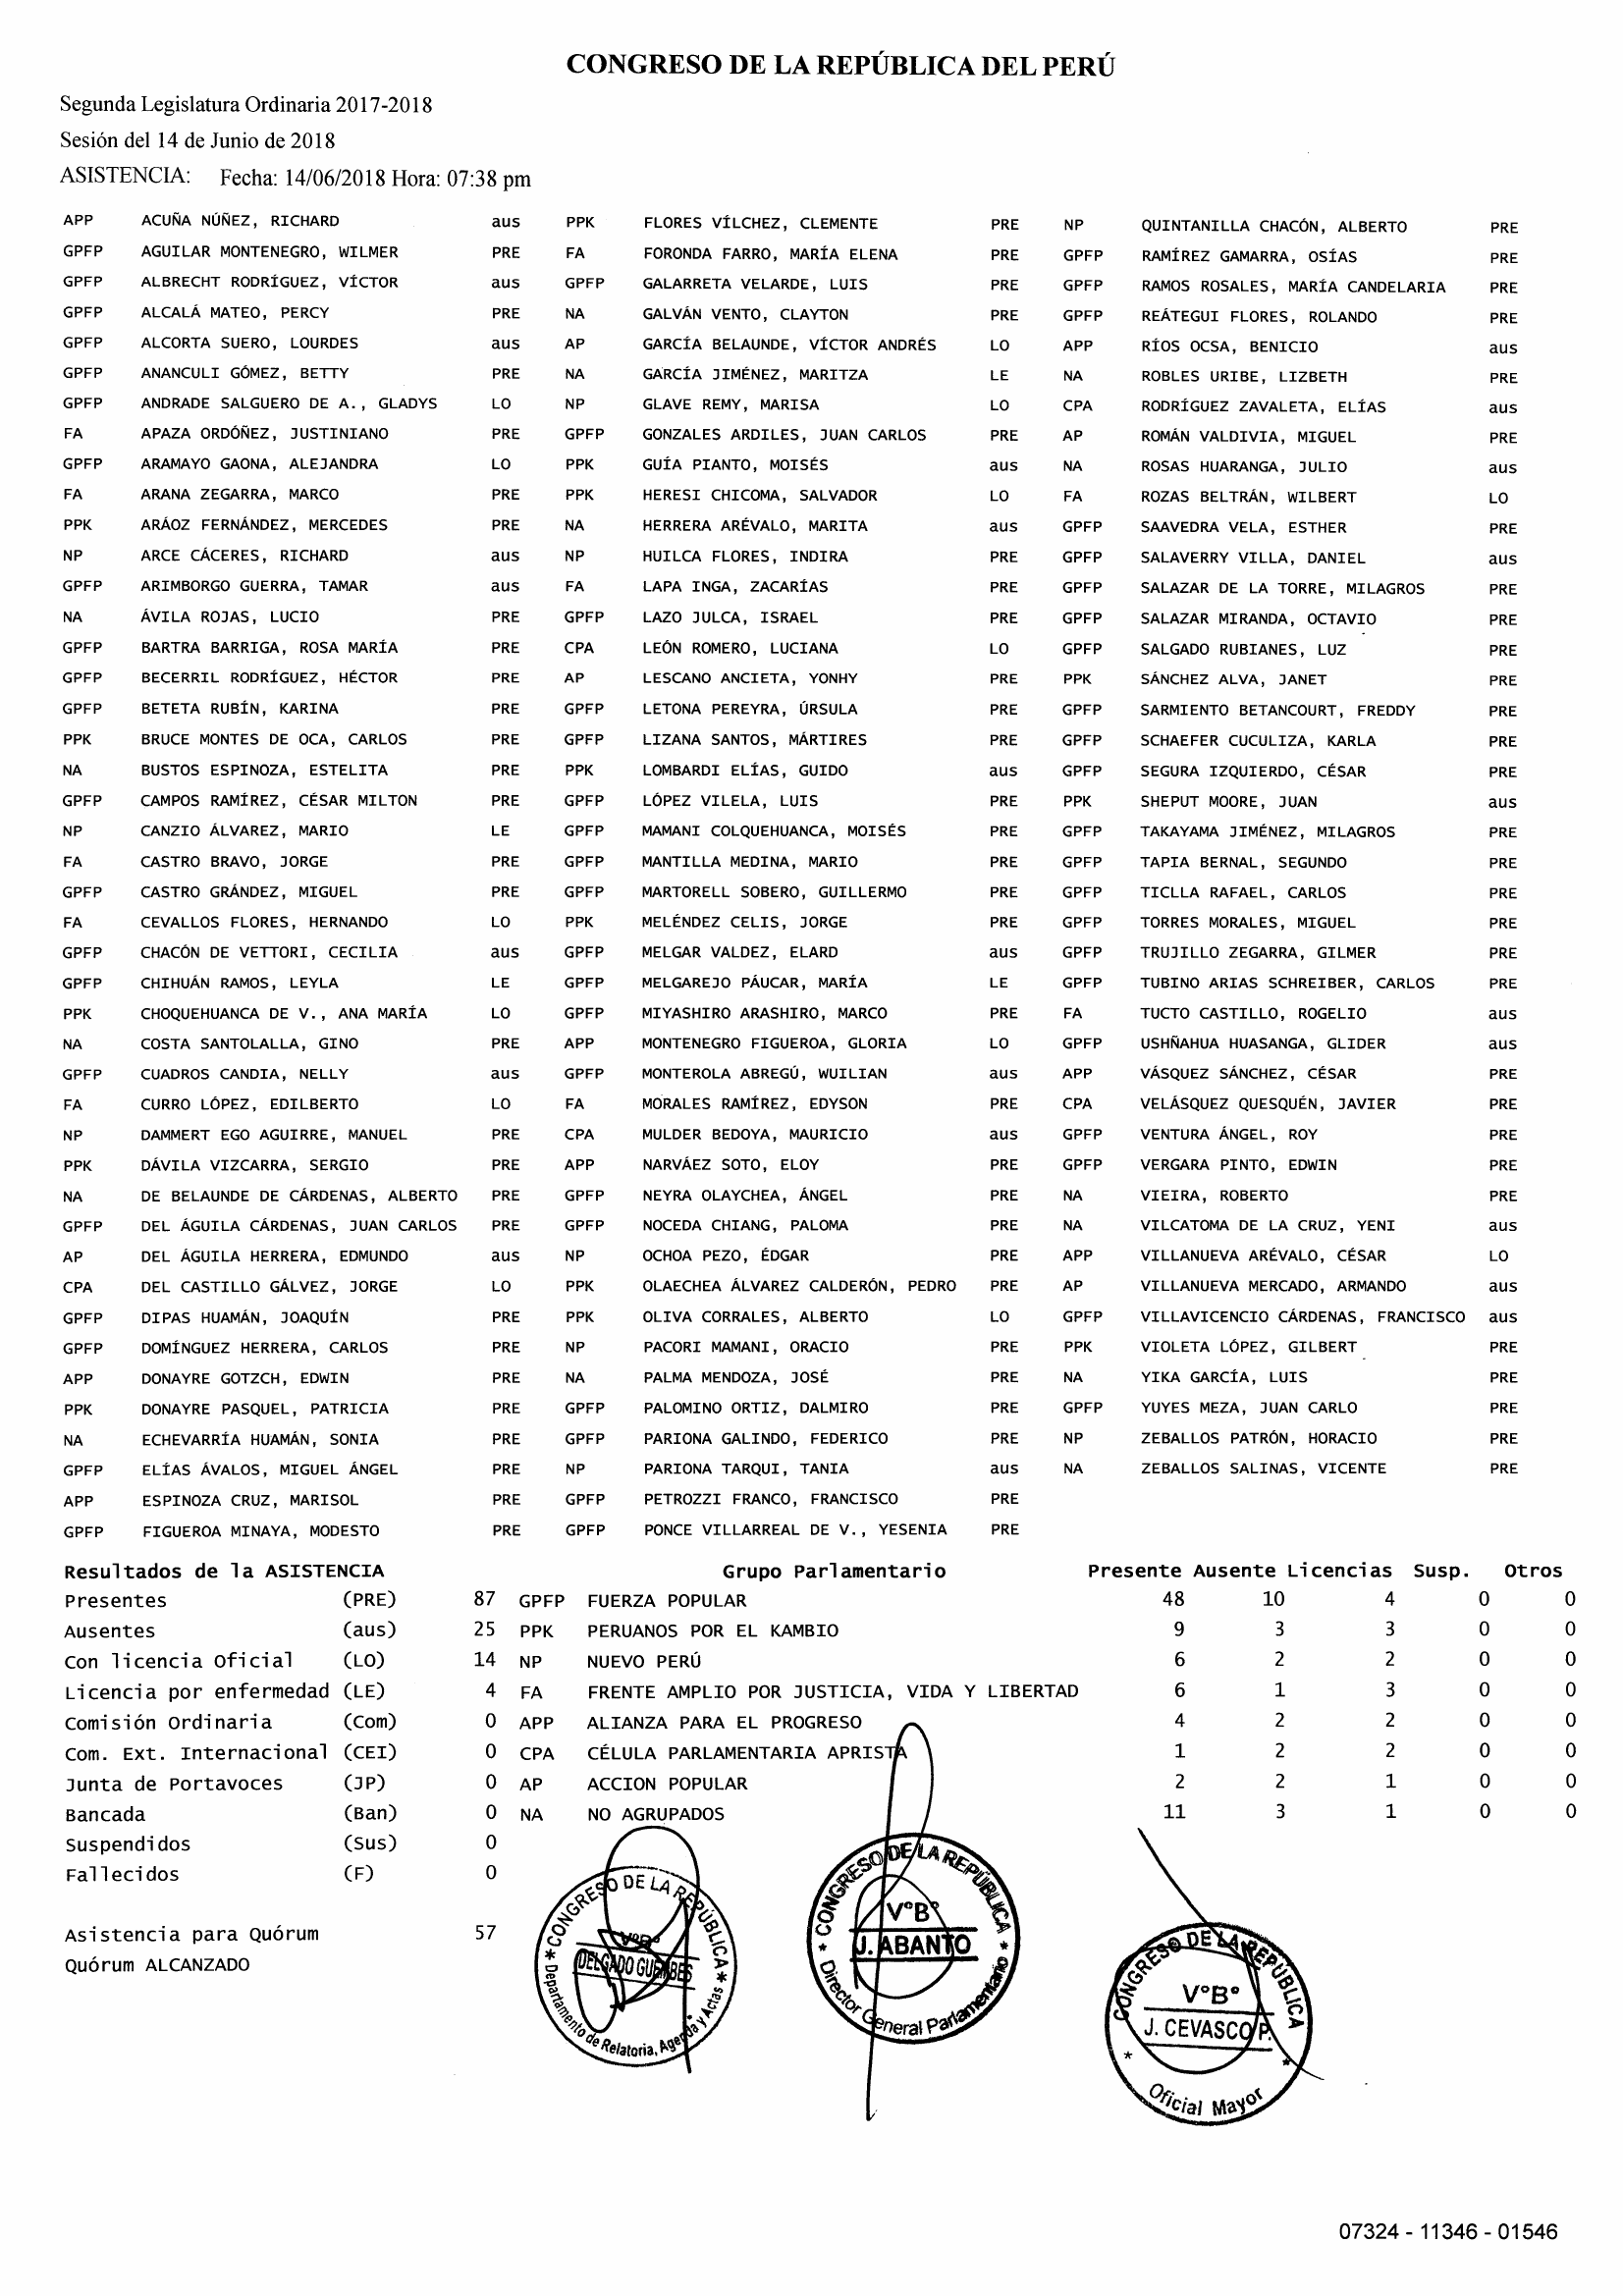 CONGRESO DE LA REPÚBLICA DEL PERÚ
Segunda Legislatura Ordinaria 2017-2018
Sesión del 14 de Junio de 2018
ASISTENCIA: Fecha: 14/06/2018 Hora: 07:38 pm
APP ACUÑA NÚÑEZ, RICHARD aus PPK FLORES VÍLCHEZ, CLEMENTE PRE NP QUINTANILLA CHACÓN, ALBERTO PRE
GPFP AGUILAR MONTENEGRO, WILMER PRE FA FORONDA FARRO, MARÍA ELENA PRE GPFP RAMÍREZ GAMARRA, OSÍAS PRE
GPFP ALBRECHT RODRÍGUEZ, VÍCTOR aus GPFP GALARRETA VELARDE, LUIS PRE GPFP RAMOS ROSALES, MARÍA CANDELARIA PRE
GPFP ALCALÁ MATEO, PERCY PRE NA GALVÁN VENTO, CLAYTON PRE GPFP REÁTEGUI FLORES, ROLANDO PRE
GPFP ALCORTA SUERO, LOURDES aus AP GARCÍA BELAUNDE, VÍCTOR ANDRÉS LO APP RÍOS OCSA, BENICIO aus
GPFP ANANCULI GÓMEZ, BETTY PRE NA GARCÍA JIMÉNEZ, MARITZA LE NA ROBLES URIBE, LIZBETH PRE
GPFP ANDRADE SALGUERO DE A., GLADYS LO NP GLAVE REMY, MARISA LO CPA RODRÍGUEZ ZAVALETA, ELÍAS aus
FA APAZA ORDÓÑEZ, JUSTINIANO PRE GPFP GONZALES ARDILES, JUAN CARLOS PRE AP ROMÁN VALDIVIA, MIGUEL PRE
GPFP ARAMAYO GAONA, ALEJANDRA LO PPK GUÍA PIANTO, MOISÉS aus NA ROSAS HUARANGA, JULIO aus
FA ARANA ZEGARRA, MARCO PRE PPK HERESI CHICOMA, SALVADOR LO FA ROZAS BELTRÁN, WILBERT LO
PPK ARÁOZ FERNÁNDEZ, MERCEDES PRE NA HERRERA ARÉVALO, MARITA aus GPFP SAAVEDRA VELA, ESTHER PRE
NP ARCE CÁCERES, RICHARD aus NP HUILCA FLORES, INDIRA PRE GPFP SALAVERRY VILLA, DANIEL aus
GPFP ARIMBORGO GUERRA, TAMAR aus FA LAPA INGA, ZACARÍAS PRE GPFP SALAZAR DE LA TORRE, MILAGROS PRE
NA ÁVILA ROJAS, LUCIO PRE GPFP LAZO JULCA, ISRAEL PRE GPFP SALAZAR MIRANDA, OCTAVIO PRE
GPFP BARTRA BARRIGA, ROSA MARÍA PRE CPA LEÓN ROMERO, LUCIANA LO GPFP SALGADO RUBIANES, LUZ PRE
GPFP BECERRIL RODRÍGUEZ, HÉCTOR PRE AP LESCANO ANCIETA, YONHY PRE PPK SÁNCHEZ ALVA, JANET PRE
GPFP BETETA RUBÍN, KARINA PRE GPFP LETONA PEREYRA, ÚRSULA PRE GPFP SARMIENTO BETANCOURT, FREDDY PRE
PPK BRUCE MONTES DE OCA, CARLOS PRE GPFP LIZANA SANTOS, MÁRTIRES PRE GPFP SCHAEFER CUCULIZA, KARLA PRE
NA BUSTOS ESPINOZA, ESTELITA PRE PPK LOMBARDI ELÍAS, GUIDO aus GPFP SEGURA IZQUIERDO, CÉSAR PRE
GPFP CAMPOS RAMÍREZ, CÉSAR MILTON PRE GPFP LÓPEZ VILELA, LUIS PRE PPK SHEPUT MOORE, JUAN aus
NP CANZIO ÁLVAREZ, MARIO LE GPFP MAMANI COLQUEHUANCA, MOISÉS PRE GPFP TAKAYAMA JIMÉNEZ, MILAGROS PRE
FA CASTRO BRAVO, JORGE PRE GPFP MANTILLA MEDINA, MARIO PRE GPFP TAPIA BERNAL, SEGUNDO PRE
GPFP CASTRO GRÁNDEZ, MIGUEL PRE GPFP MARTORELL SOBERO, GUILLERMO PRE GPFP TICLLA RAFAEL, CARLOS PRE
FA CEVALLOS FLORES, HERNANDO LO PPK MELÉNDEZ CELIS, JORGE PRE GPFP TORRES MORALES, MIGUEL PRE
GPFP CHACÓN DE VETTORI, CECILIA aus GPFP MELGAR VALDEZ, ELARD aus GPFP TRUJILLO ZEGARRA, GILMER PRE
GPFP CHIHUÁN RAMOS, LEYLA LE GPFP MELGAREJO PÁUCAR, MARÍA LE GPFP TUBINO ARIAS SCHREIBER, CARLOS PRE
PPK CHOQUEHUANCA DE V., ANA MARÍA LO GPFP MIYASHIRO ARASHIRO, MARCO PRE FA TUCTO CASTILLO, ROGELIO aus
NA COSTA SANTOLALLA, GINO PRE APP MONTENEGRO FIGUEROA, GLORIA LO GPFP USHÑAHUA HUASANGA, GLIDER aus
GPFP CUADROS CANDIA, NELLY aus GPFP MONTEROLA ABREGÚ, WUILIAN aus APP VÁSQUEZ SÁNCHEZ, CÉSAR PRE
FA CURRO LÓPEZ, EDILBERTO LO FA MORALES RAMÍREZ, EDYSON PRE CPA VELÁSQUEZ QUESQUÉN, JAVIER PRE
NP DAMMERT EGO AGUIRRE, MANUEL PRE CPA MULDER BEDOYA, MAURICIO aus GPFP VENTURA ÁNGEL, ROY PRE
PPK DÁVILA VIZCARRA, SERGIO PRE APP NARVÁEZ SOTO, ELOY PRE GPFP VERGARA PINTO, EDWIN PRE
NA DE BELAUNDE DE CÁRDENAS, ALBERTO PRE GPFP NEYRA OLAYCHEA, ÁNGEL PRE NA VIEIRA, ROBERTO PRE
GPFP DEL ÁGUILA CÁRDENAS, JUAN CARLOS PRE GPFP NOCEDA CHIANG, PALOMA PRE NA VILCATOMA DE LA CRUZ, YENI aus
AP DEL ÁGUILA HERRERA, EDMUNDO aus NP OCHOA PEZO, ÉDGAR PRE APP VILLANUEVA ARÉVALO, CÉSAR LO
CPA DEL CASTILLO GÁLVEZ, JORGE LO PPK OLAECHEA ÁLVAREZ CALDERÓN, PEDRO PRE AP VILLANUEVA MERCADO, ARMANDO aus
GPFP DIPAS HUAMÁN, JOAQUÍN PRE PPK OLIVA CORRALES, ALBERTO LO GPFP VILLAVICENCIO CÁRDENAS, FRANCISCO aus
GPFP DOMÍNGUEZ HERRERA, CARLOS PRE NP PACORI MAMANI, ORACIO PRE PPK VIOLETA LÓPEZ, GILBERT PRE
APP DONAYRE GOTZCH, EDWIN PRE NA PALMA MENDOZA, JOSÉ PRE NA YIKA GARCÍA, LUIS PRE
PPK DONAYRE PASQUEL, PATRICIA PRE GPFP PALOMINO ORTIZ, DALMIRO PRE GPFP YUYES MEZA, JUAN CARLO PRE
NA ECHEVARRÍA HUAMÁN, SONIA PRE GPFP PARIONA GALINDO, FEDERICO PRE NP ZEBALLOS PATRÓN, HORACIO PRE
GPFP ELÍAS ÁVALOS, MIGUEL ÁNGEL PRE NP PARIONA TARQUI, TANIA aus NA ZEBALLOS SALINAS, VICENTE PRE
APP ESPINOZA CRUZ, MARISOL PRE GPFP PETROZZI FRANCO, FRANCISCO PRE
GPFP FIGUEROA MINAYA, MODESTO PRE GPFP PONCE VILLARREAL DE V., YESENIA PRE
Resultados de la ASISTENCIA Grupo Parlamentario Presente Ausente Licencias Susp. Otros
Presentes (PRE) 87 GPFP FUERZA POPULAR 48 10 4 0 0
Ausentes (aus) 25 PPK PERUANOS POR EL KAMBIO 9 3 3 0 0
Con licencia Oficial (LO) 14 NP NUEVO PERÚ 6 2 2 0 0
Licencia por enfermedad (LE) 4 FA FRENTE AMPLIO POR JUSTICIA, VIDA Y LIBERTAD 6 1 3 0 0
Comisión Ordinaria (Com) 0 APP ALIANZA PARA EL PROGRESO 4 2 2 0 0
Com. Ext. Internacional (CEI) 0 CPA CÉLULA PARLAMENTARIA APRISTA 1 2 2 0 0
Junta de Portavoces (JP) 0 AP ACCION POPULAR 2 2 1 0 0
Bancada (Ban) 0 NA NO AGRUPADOS 11 3 1 0 0
Suspendidos (Sus) 0
Fallecidos (F) 0
Asistencia para Quórum 57
Quórum ALCANZADO
* CONGRESO DE LA REPÚBLICA *
V°B°
DELGADO
Departamento de Relatoria, Agenda y Actas
* CONGRESO DE LA REPÚBLICA *
V°B°
J. ABANTO
Director General Parlamentario
CONGRESO DE LA REPÚBLICA
V°B°
J. CEVASCO P.
* Oficial Mayor *
07324 - 11346 - 01546